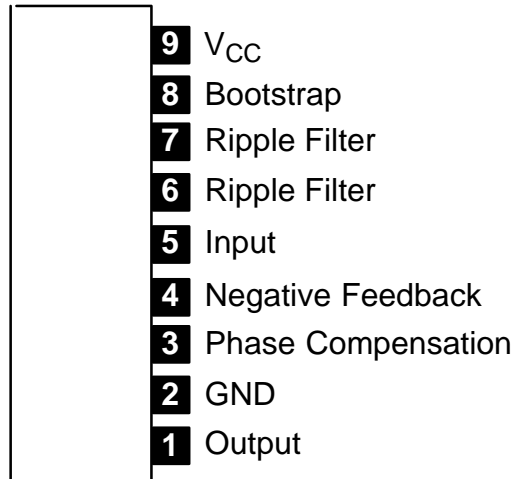 9 VCC
8 Bootstrap
7 Ripple Filter
6 Ripple Filter
5 Input
4 Negative Feedback
3 Phase Compensation
2 GND
1 Output